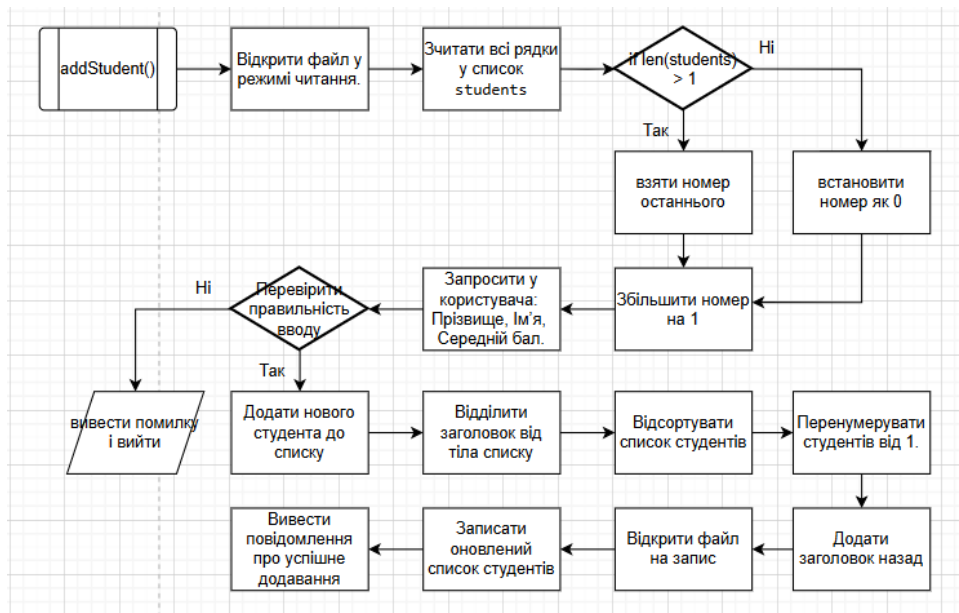 addStudent()
Відкрити файл у
режимі читання.
Зчитати всі рядки
у список
students
if len(students)
> 1
Ні
Так
взяти номер
останнього
встановити
номер як 0
Збільшити номер
на 1
Запросити у
користувача:
Прізвище, Ім'я,
Середній бал.
Перевірити
правильність
вводу
Ні
Так
вивести помилку
і вийти
Додати нового
студента до
списку
Відділити
заголовок від
тіла списку
Відсортувати
список студентів
Перенумерувати
студентів від 1.
Додати
заголовок назад
Відкрити файл
на запис
Записати
оновлений
список студентів
Вивести
повідомлення
про успішне
додавання